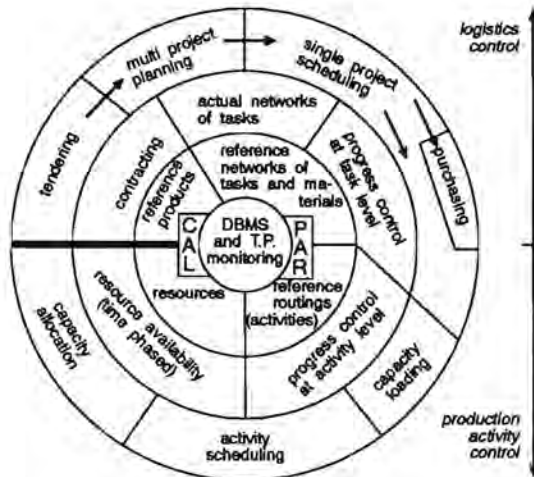 logistics
control
multi project
planning
single project
scheduling
tendering
purchasing
actual networks
of tasks
contracting
progress control
at task level
reference
products
reference
networks of
tasks and ma-
terials
CAL
DBMS
and T.P.
monitoring
PAR
resources
reference
routings
(activities)
resource availability
(time phased)
progress control
at activity level
capacity
allocation
capacity
loading
activity
scheduling
production
activity
control